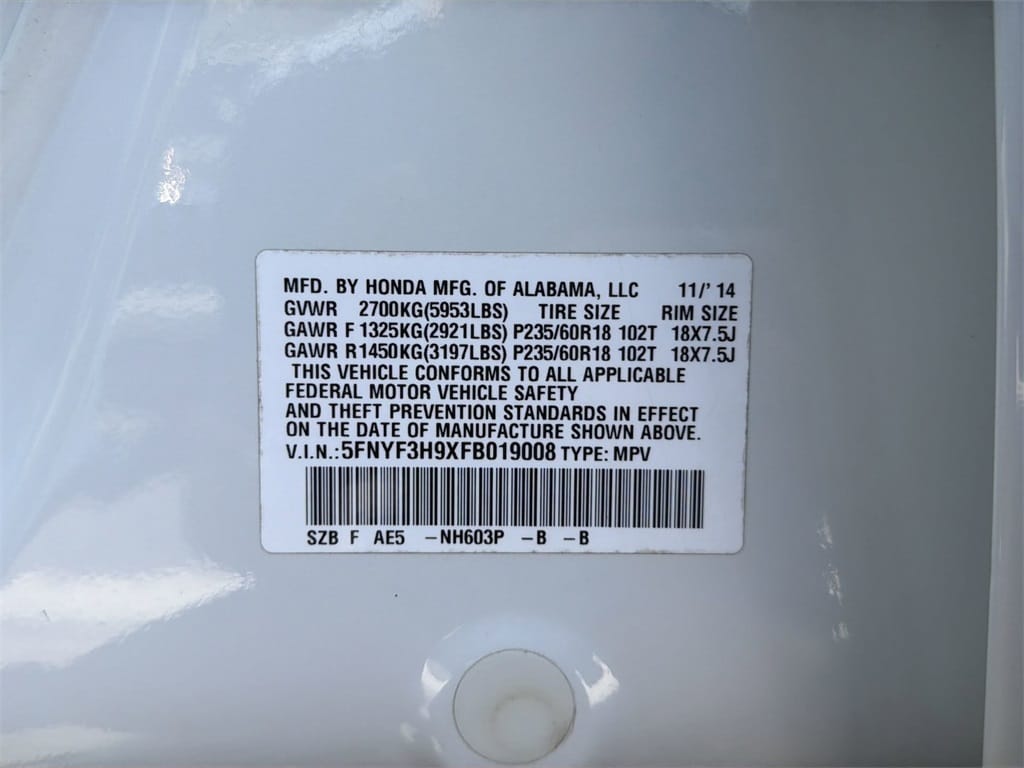 MFD. BY HONDA MFG. OF ALABAMA, LLC 11/'14
GVWR 2700KG(5953LBS) TIRE SIZE RIM SIZE
GAWR F 1325KG(2921LBS) P235/60R18 102T 18X7.5J
GAWR R1450KG(3197LBS) P235/60R18 102T 18X7.5J
THIS VEHICLE CONFORMS TO ALL APPLICABLE
FEDERAL MOTOR VEHICLE SAFETY
AND THEFT PREVENTION STANDARDS IN EFFECT
ON THE DATE OF MANUFACTURE SHOWN ABOVE.
V.I.N.: 5FNYF3H9XFB019008 TYPE: MPV
SZB F AE5 -NH603P -B -B